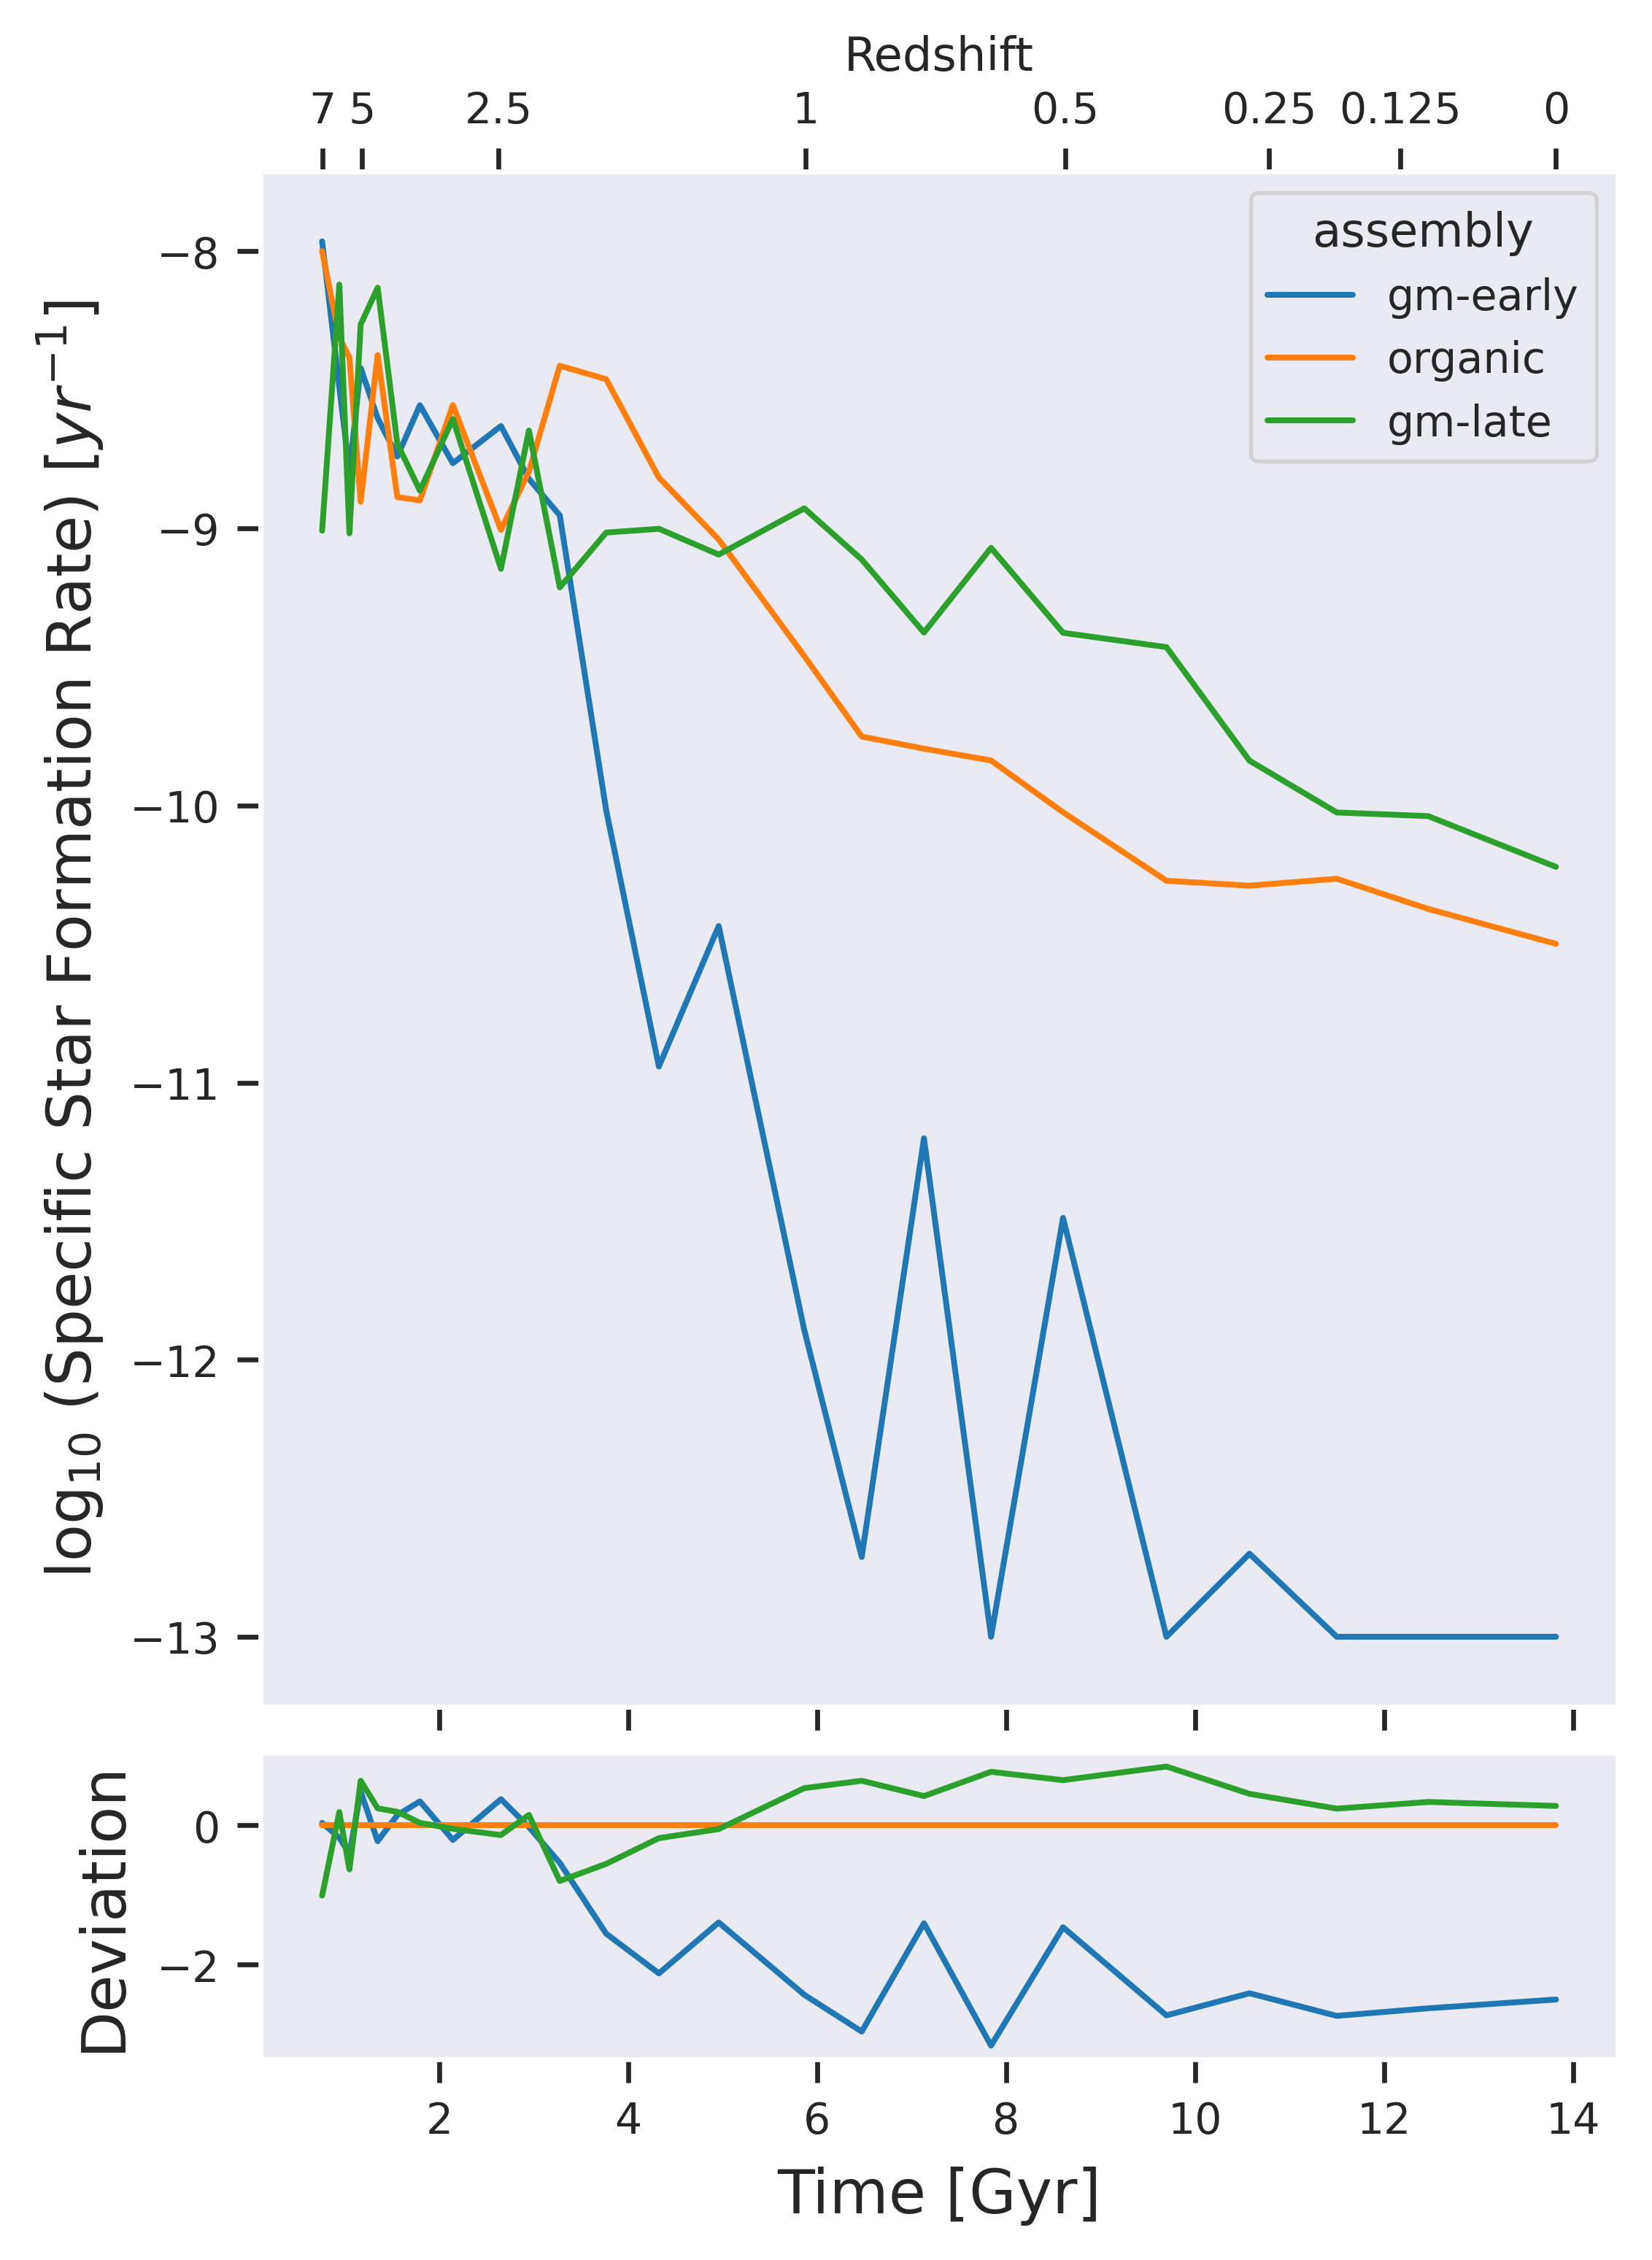 Redshift
7 5 2.5 1 0.5 0.25 0.125 0
assembly
gm-early
organic
gm-late
log₁₀ (Specific Star Formation Rate) [yr⁻¹]
−8
−9
−10
−11
−12
−13
Deviation
0
−2
2 4 6 8 10 12 14
Time [Gyr]